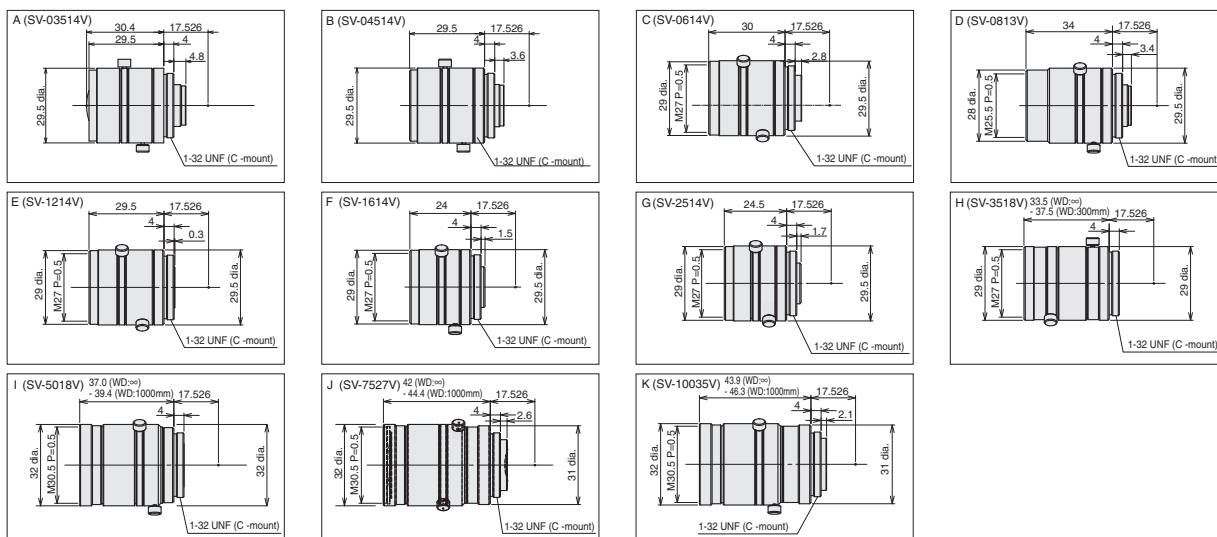 A (SV-03514V)
30.4
17.526
29.5
4
4.8
29.5 dia.
1-32 UNF (C -mount)
B (SV-04514V)
29.5
17.526
4
3.6
29.5 dia.
1-32 UNF (C -mount)
C (SV-0614V)
30
17.526
4
2.8
29 dia.
M27 P=0.5
29.5 dia.
1-32 UNF (C -mount)
D (SV-0813V)
34
17.526
4
3.4
28 dia.
M25.5 P=0.5
29.5 dia.
1-32 UNF (C -mount)
E (SV-1214V)
29.5
17.526
4
0.3
29 dia.
M27 P=0.5
29.5 dia.
1-32 UNF (C -mount)
F (SV-1614V)
24
17.526
4
1.5
29 dia.
M27 P=0.5
29.5 dia.
1-32 UNF (C -mount)
G (SV-2514V)
24.5
17.526
4
1.7
29 dia.
M27 P=0.5
29.5 dia.
1-32 UNF (C -mount)
H (SV-3518V) 33.5 (WD:∞)
- 37.5 (WD:300mm)
17.526
4
29 dia.
M27 P=0.5
29 dia.
1-32 UNF (C -mount)
I (SV-5018V) 37.0 (WD:∞)
- 39.4 (WD:1000mm)
17.526
4
32 dia.
M30.5 P=0.5
32 dia.
1-32 UNF (C -mount)
J (SV-7527V) 42 (WD:∞)
- 44.4 (WD:1000mm)
17.526
4
2.6
32 dia.
M30.5 P=0.5
31 dia.
1-32 UNF (C -mount)
K (SV-10035V) 43.9 (WD:∞)
- 46.3 (WD:1000mm)
17.526
4
2.1
32 dia.
M30.5 P=0.5
31 dia.
1-32 UNF (C -mount)